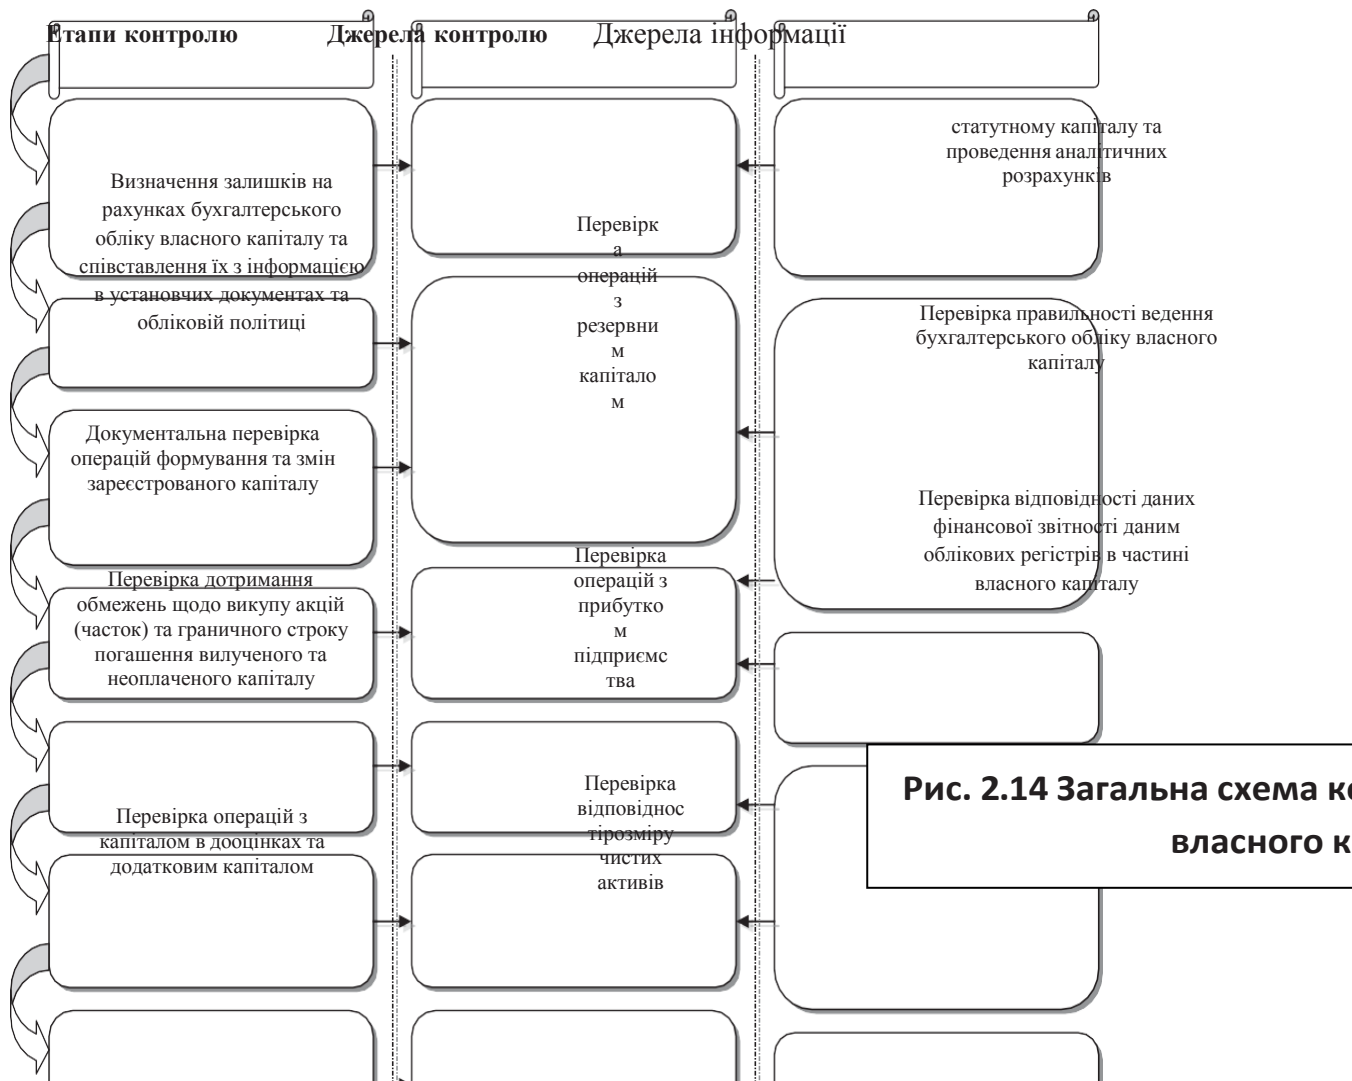 Етапи контролю
Джерела контролю
Джерела інформації
Визначення залишків на
рахунках бухгалтерського
обліку власного капіталу та
співставлення їх з інформацією
в установчих документах та
обліковій політиці
Документальна перевірка
операцій формування та змін
зареєстрованого капіталу
Перевірка дотримання
обмежень щодо викупу акцій
(часток) та граничного строку
погашення вилученого та
неоплаченого капіталу
Перевірка операцій з
капіталом в дооцінках та
додатковим капіталом
Перевірк
а
операцій
з
резервни
м
капітало
м
Перевірка
операцій з
прибутко
м
підприємс
тва
Перевірка
відповіднос
тірозміру
чистих
активів
статутному капіталу та
проведення аналітичних
розрахунків
Перевірка правильності ведення
бухгалтерського обліку власного
капіталу
Перевірка відповідності даних
фінансової звітності даним
облікових регістрів в частині
власного капіталу
Рис. 2.14 Загальна схема к
власного к